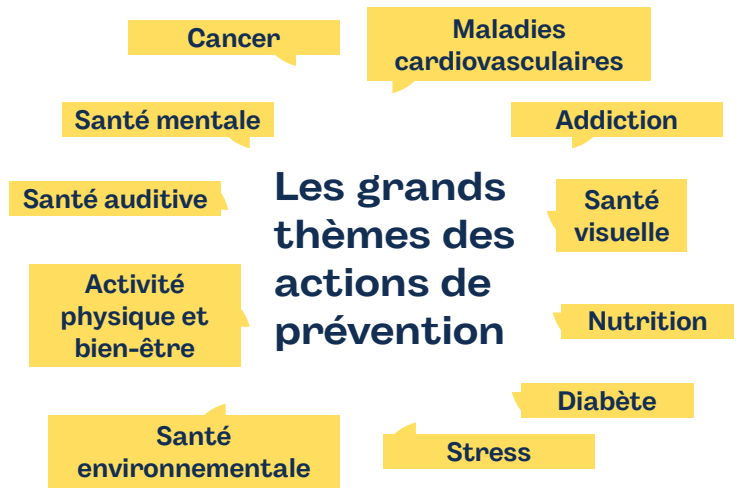 Cancer
Maladies
cardiovasculaires
Santé mentale
Addiction
Santé auditive
Les grands
thèmes des
actions de
prévention
Santé
visuelle
Activité
physique et
bien-être
Nutrition
Diabète
Santé
environnementale
Stress